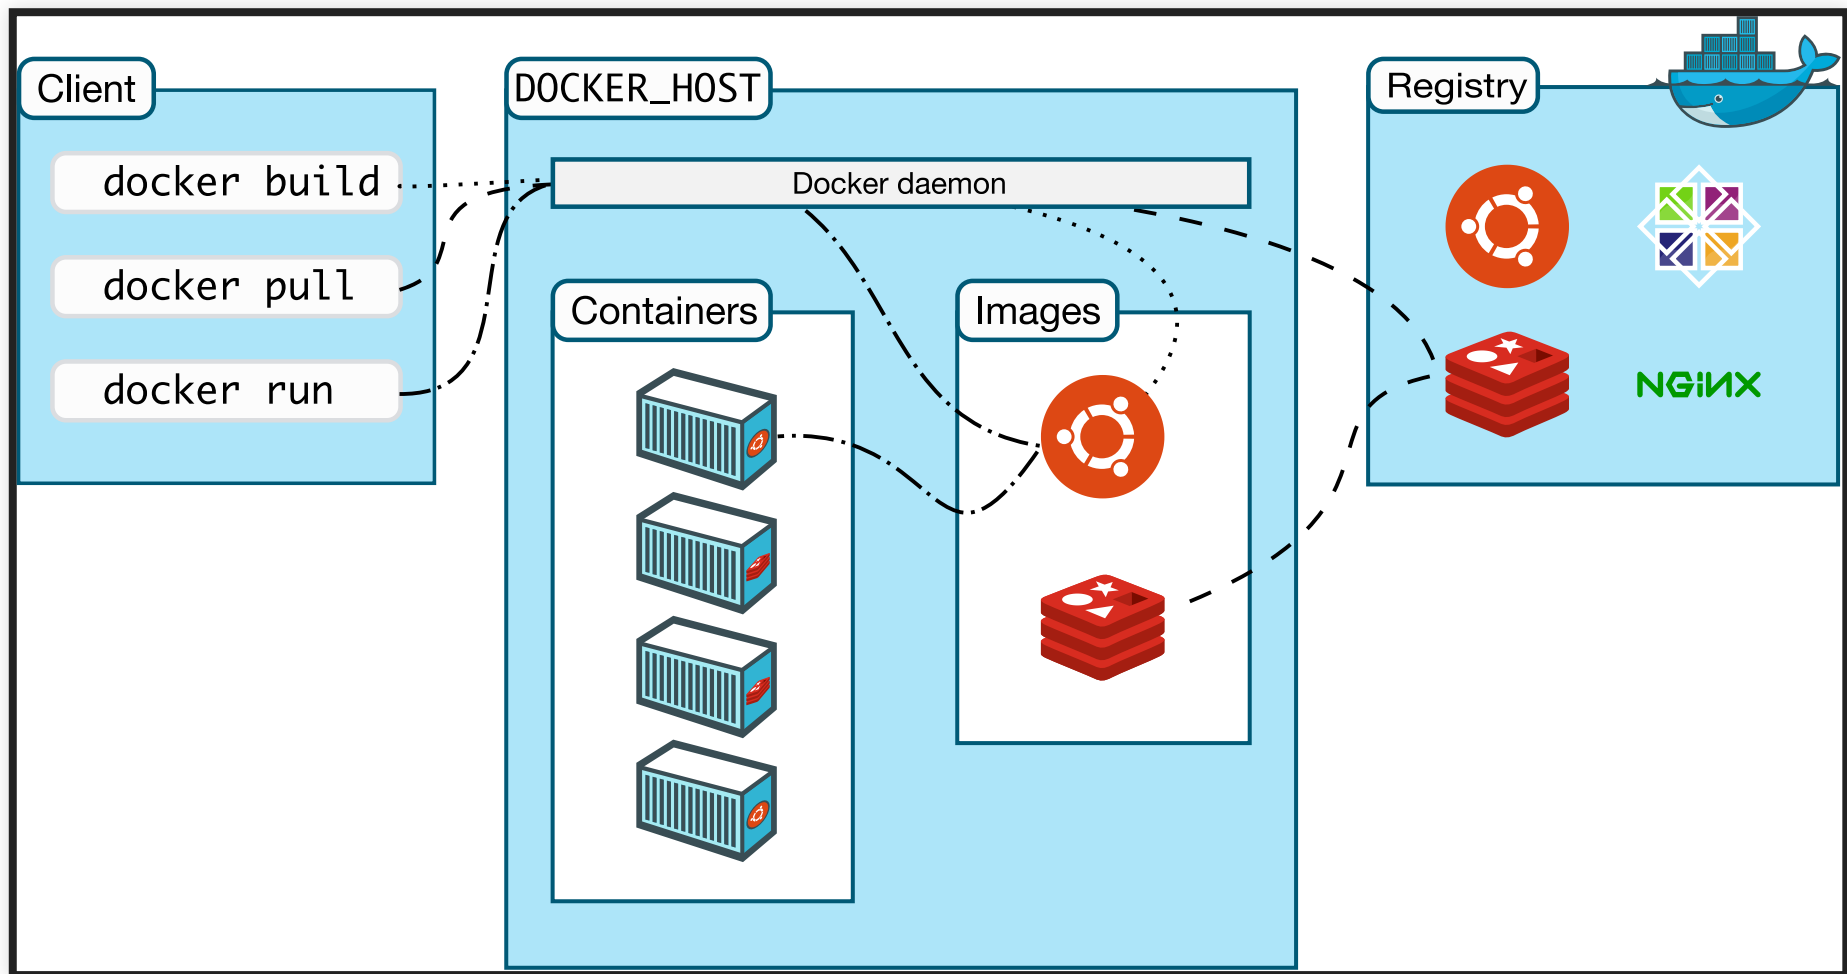 Client
docker build
docker pull
docker run
DOCKER_HOST
Docker daemon
Containers
Images
Registry
NGiNX